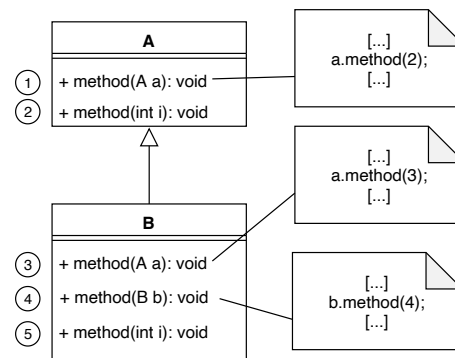 A
① + method(A a): void
② + method(int i): void
[...]
a.method(2);
[...]
[...]
a.method(3);
[...]
B
③ + method(A a): void
④ + method(B b): void
⑤ + method(int i): void
[...]
b.method(4);
[...]